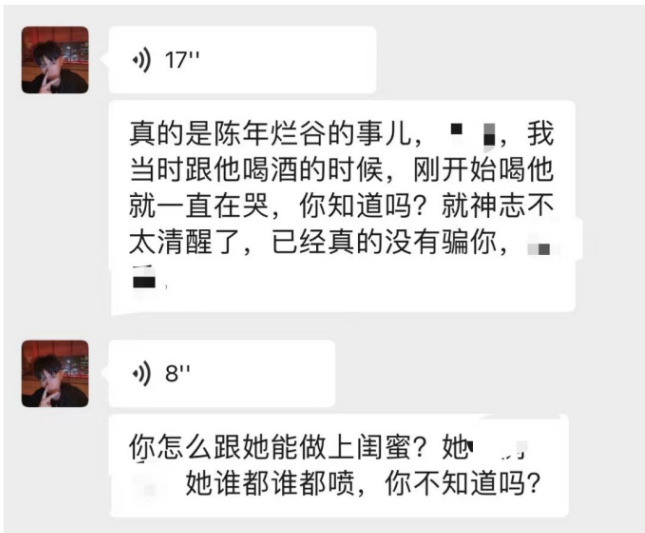 17''
真的是陈年烂谷的事儿，，我
当时跟他喝酒的时候，刚开始喝他
就一直在哭，你知道吗？就神志不
太清醒了，已经真的没有骗你，
8''
你怎么跟她能做上闺蜜？她
她谁都谁都喷，你不知道吗？